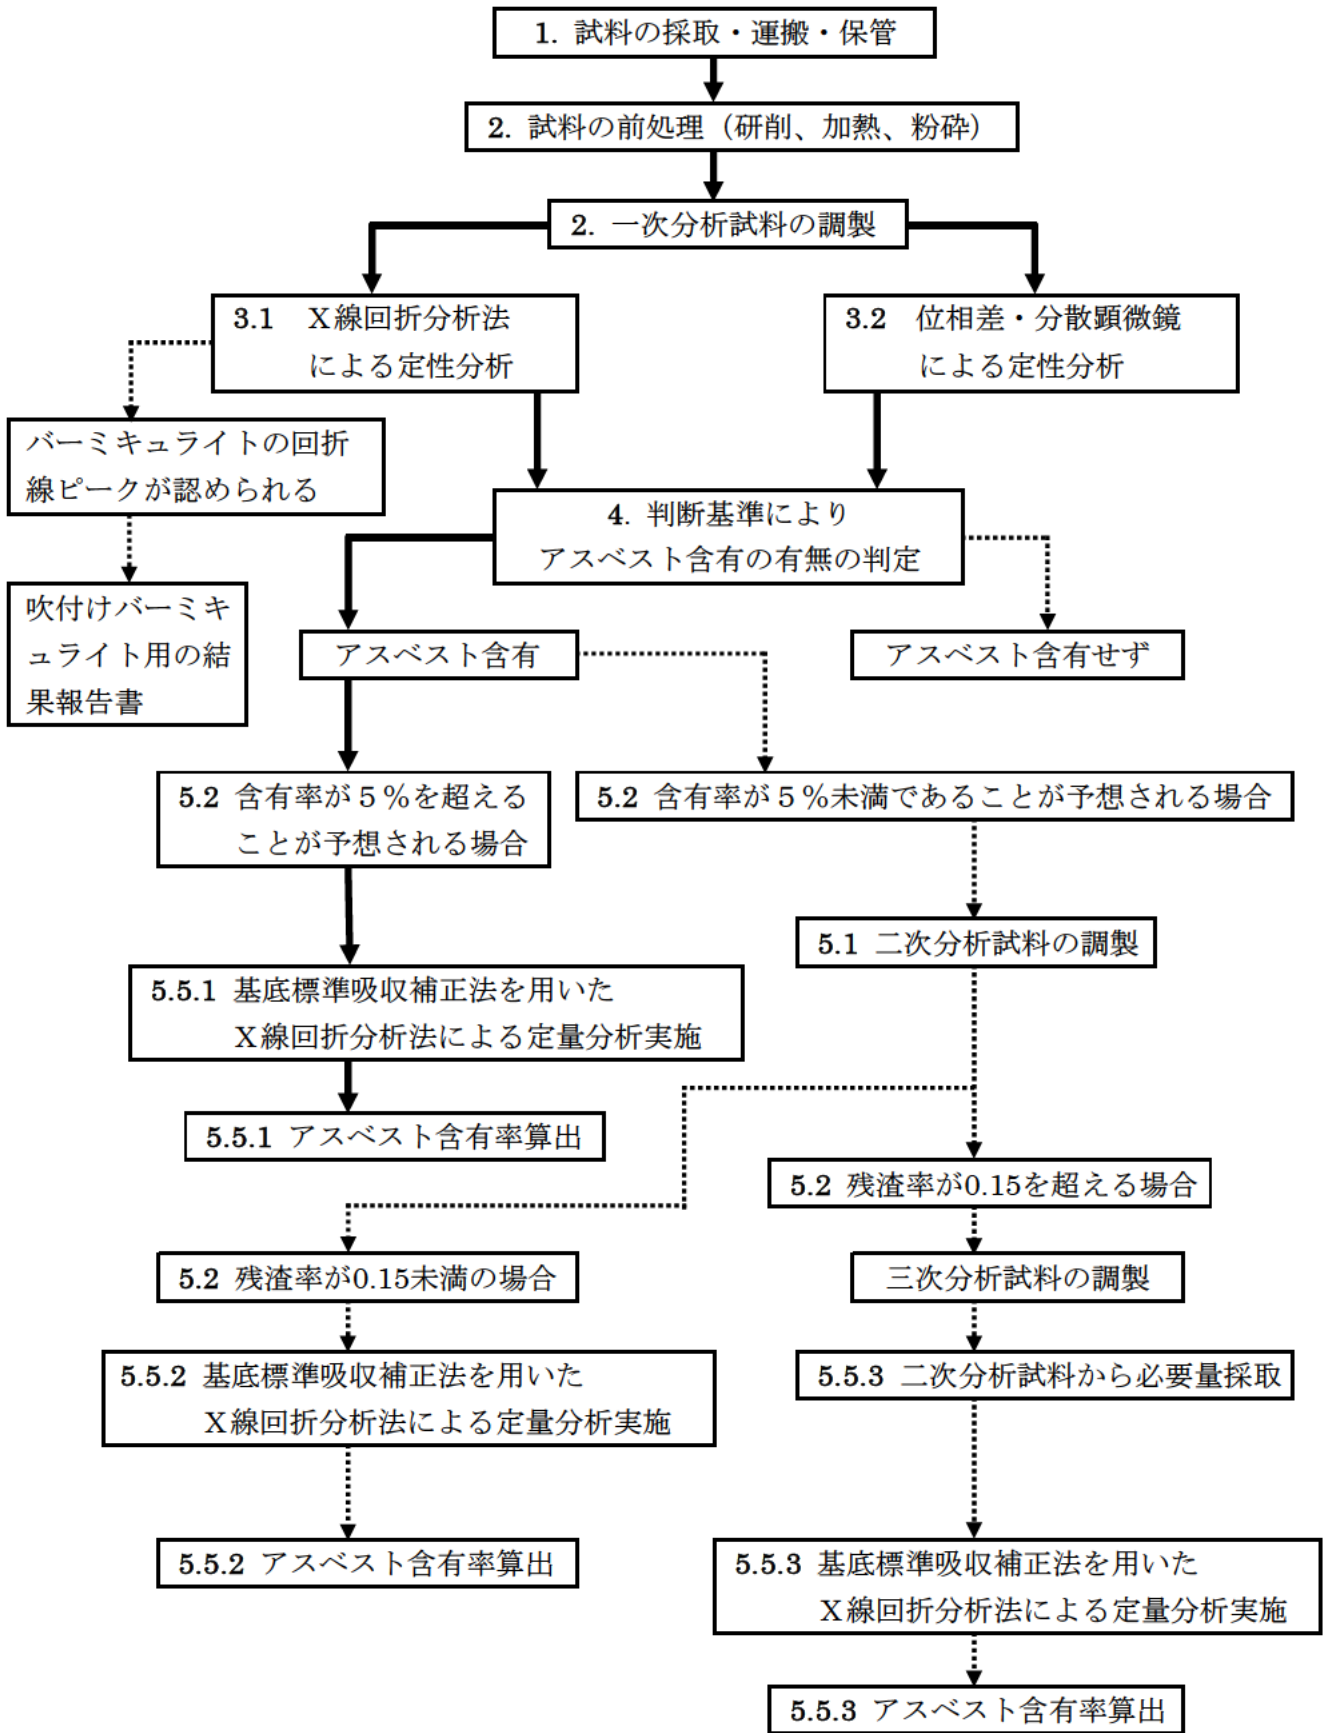 1. 試料の採取・運搬・保管
2. 試料の前処理（研削、加熱、粉砕）
2. 一次分析試料の調製
3.1 Ｘ線回折分析法
による定性分析
3.2 位相差・分散顕微鏡
による定性分析
バーミキュライトの回折
線ピークが認められる
4. 判断基準により
アスベスト含有の有無の判定
吹付けバーミキ
ュライト用の結
果報告書
アスベスト含有
アスベスト含有せず
5.2 含有率が５％を超える
ことが予想される場合
5.2 含有率が５％未満であることが予想される場合
5.1 二次分析試料の調製
5.5.1 基底標準吸収補正法を用いた
Ｘ線回折分析法による定量分析実施
5.5.1 アスベスト含有率算出
5.2 残渣率が0.15を超える場合
5.2 残渣率が0.15未満の場合
三次分析試料の調製
5.5.2 基底標準吸収補正法を用いた
Ｘ線回折分析法による定量分析実施
5.5.3 二次分析試料から必要量採取
5.5.2 アスベスト含有率算出
5.5.3 基底標準吸収補正法を用いた
Ｘ線回折分析法による定量分析実施
5.5.3 アスベスト含有率算出